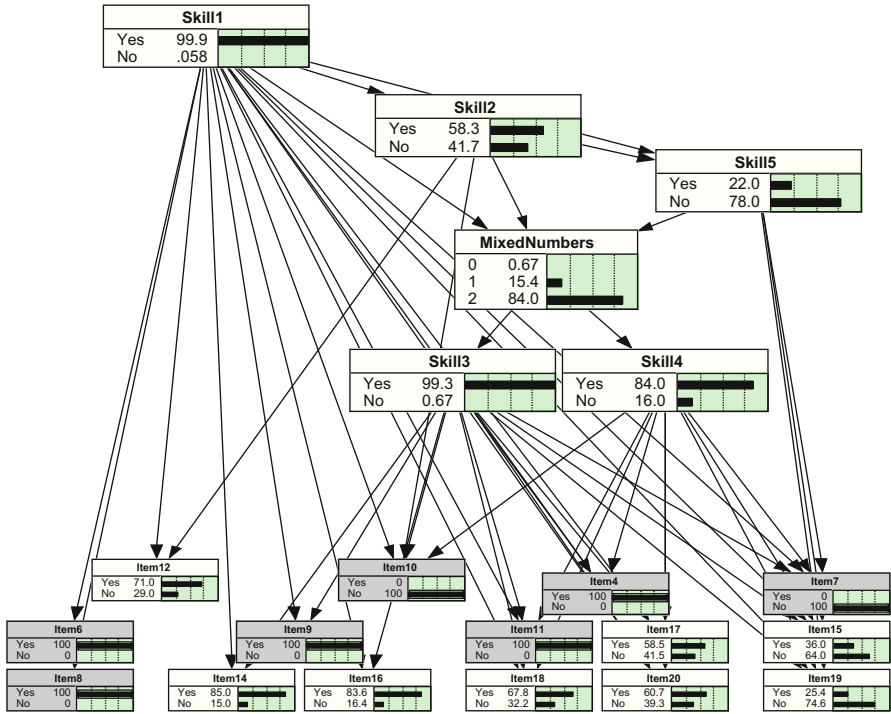 Skill1
Yes 99.9
No .058
Skill2
Yes 58.3
No 41.7
Skill5
Yes 22.0
No 78.0
MixedNumbers
0 0.67
1 15.4
2 84.0
Skill3
Yes 99.3
No 0.67
Skill4
Yes 84.0
No 16.0
Item12
Yes 71.0
No 29.0
Item10
Yes 0
No 100
Item4
Yes 100
No 0
Item7
Yes 0
No 100
Item6
Yes 100
No 0
Item9
Yes 100
No 0
Item11
Yes 100
No 0
Item17
Yes 58.5
No 41.5
Item15
Yes 36.0
No 64.0
Item8
Yes 100
No 0
Item14
Yes 85.0
No 15.0
Item16
Yes 83.6
No 16.4
Item18
Yes 67.8
No 32.2
Item20
Yes 60.7
No 39.3
Item19
Yes 25.4
No 74.6